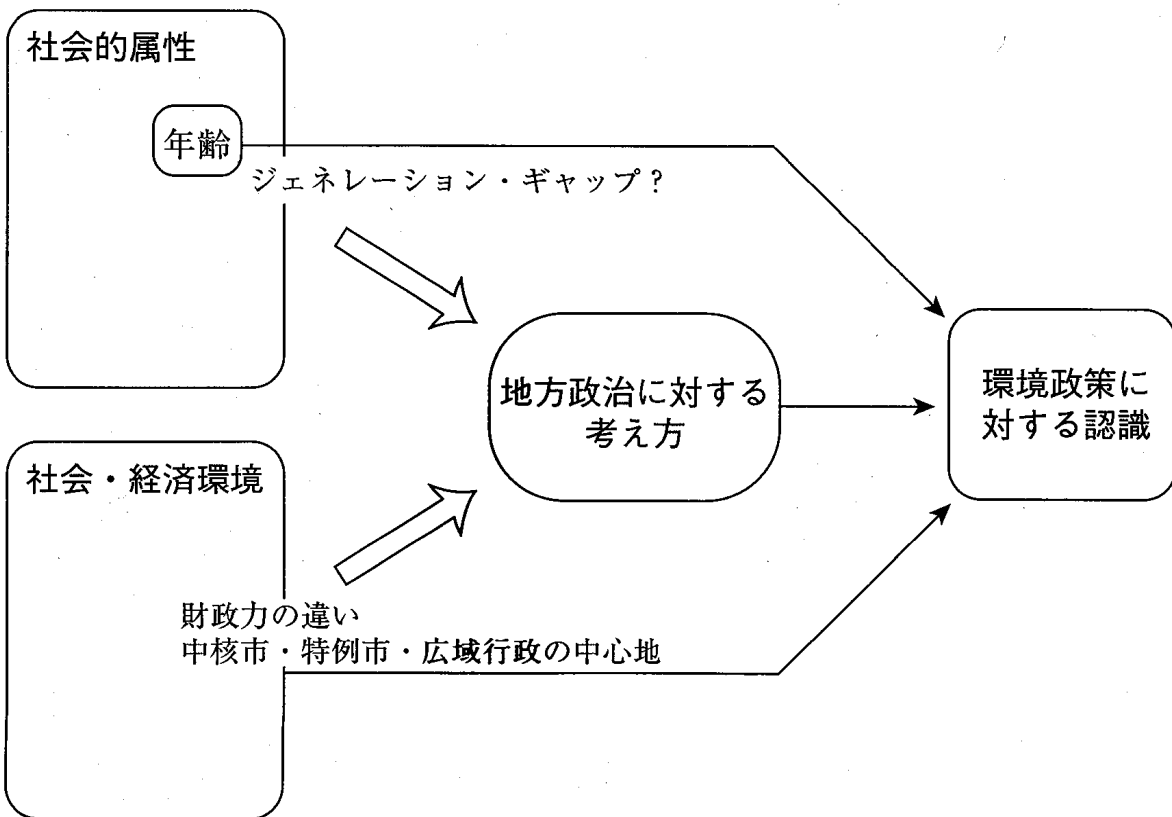 社会的属性
年齢
ジェネレーション・ギャップ?
地方政治に対する
考え方
環境政策に
対する認識
社会・経済環境
財政力の違い
中核市・特例市・広域行政の中心地